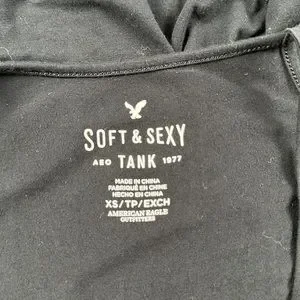 SOFT & SEXY
AEO TANK 1977
MADE IN CHINA
FABRIQUÉ EN CHINE
HECHO EN CHINA
XS/TP/EXCH
AMERICAN EAGLE
OUTFITTERS